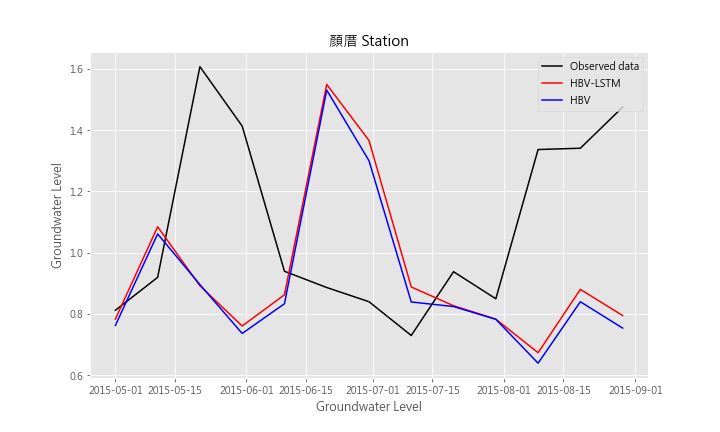 顏厝 Station
Observed data
HBV-LSTM
HBV
Groundwater Level
1.6
1.4
1.2
1.0
0.8
0.6
2015-05-01 2015-05-15 2015-06-01 2015-06-15 2015-07-01 2015-07-15 2015-08-01 2015-08-15 2015-09-01
Groundwater Level